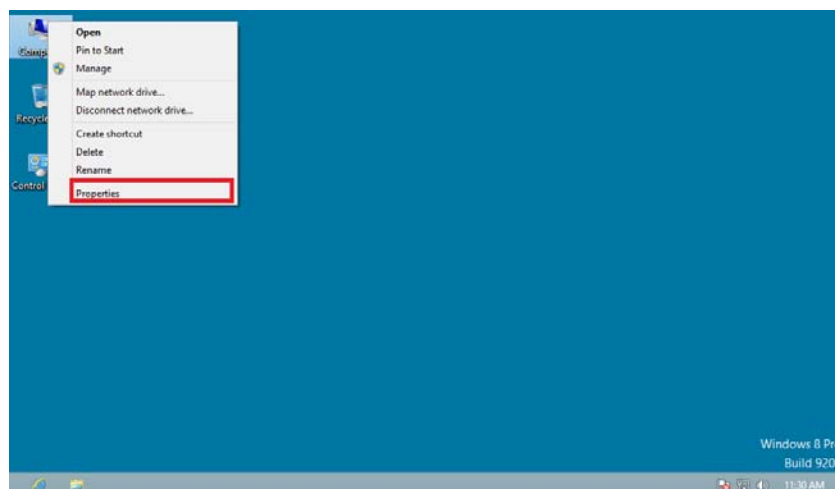 Open
Pin to Start
Manage
Map network drive...
Disconnect network drive...
Create shortcut
Delete
Rename
Properties
Recycle
Control
Windows 8 Pr
Build 920
11:30 AM